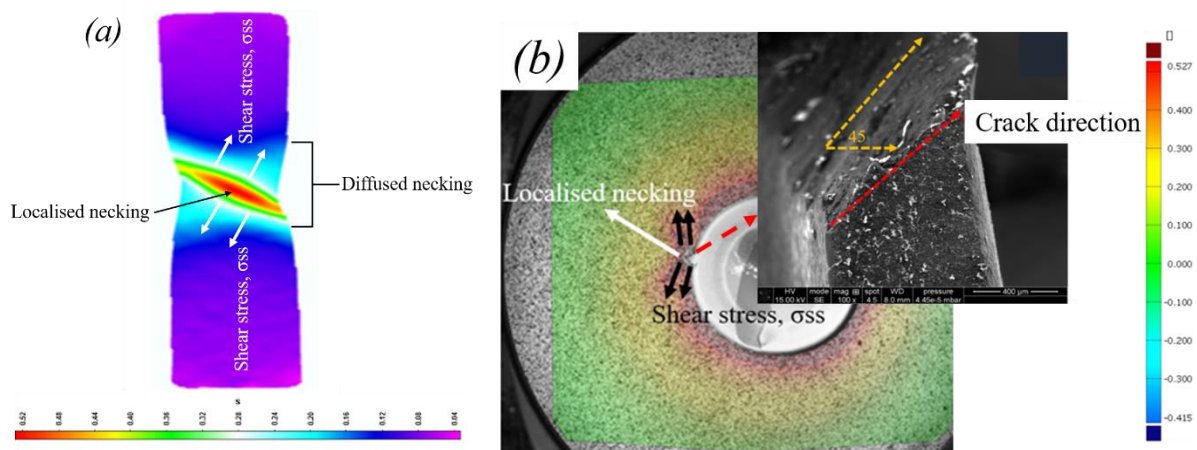 (a)
Shear stress, σss
Localised necking
Diffused necking
Shear stress, σss
s
0.52
0.48
0.44
0.40
0.36
0.32
0.28
0.24
0.20
0.16
0.12
0.08
0.04
(b)
45
Crack direction
Localised necking
Shear stress, σss
HV mode mag spot WD pressure
15.00 kV SE 100 x 4.5 8.0 mm 4.45e-5 mbar
400 µm
[]
0.527
0.400
0.300
0.200
0.100
0.000
-0.100
-0.200
-0.300
-0.415